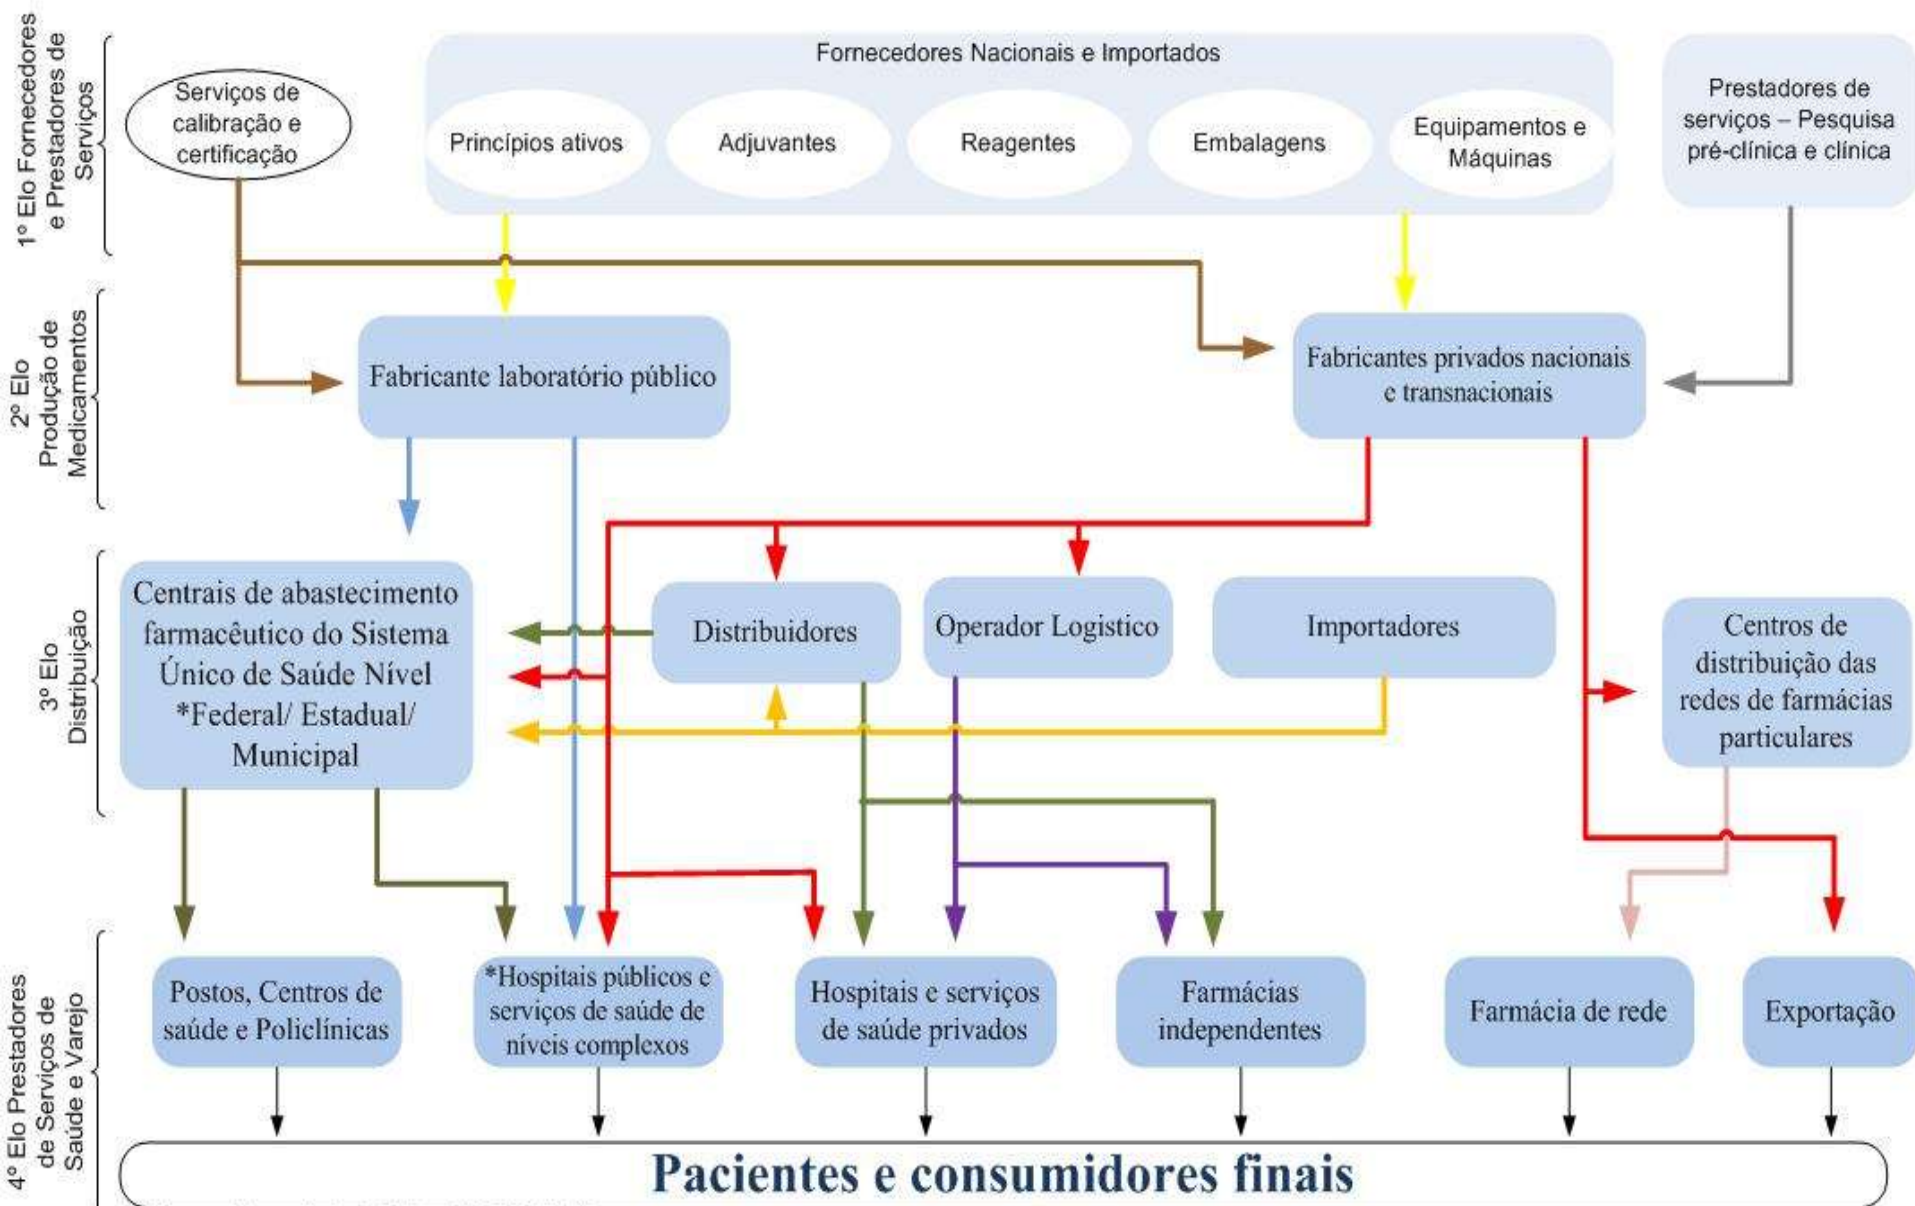 1º Elo Fornecedores
e Prestadores de
Serviços
Serviços de
calibração e
certificação
Fornecedores Nacionais e Importados
Princípios ativos
Adjuvantes
Reagentes
Embalagens
Equipamentos e
Máquinas
Prestadores de
serviços – Pesquisa
pré-clínica e clínica
2º Elo
Produção de
Medicamentos
Fabricante laboratório público
Fabricantes privados nacionais
e transnacionais
3º Elo
Distribuição
Centrais de abastecimento
farmacêutico do Sistema
Único de Saúde Nível
*Federal/ Estadual/
Municipal
Distribuidores
Operador Logistico
Importadores
Centros de
distribuição das
redes de farmácias
particulares
4º Elo Prestadores
de Serviços de
Saúde e Varejo
Postos, Centros de
saúde e Policlínicas
*Hospitais públicos e
serviços de saúde de
níveis complexos
Hospitais e serviços
de saúde privados
Farmácias
independentes
Farmácia de rede
Exportação
Pacientes e consumidores finais